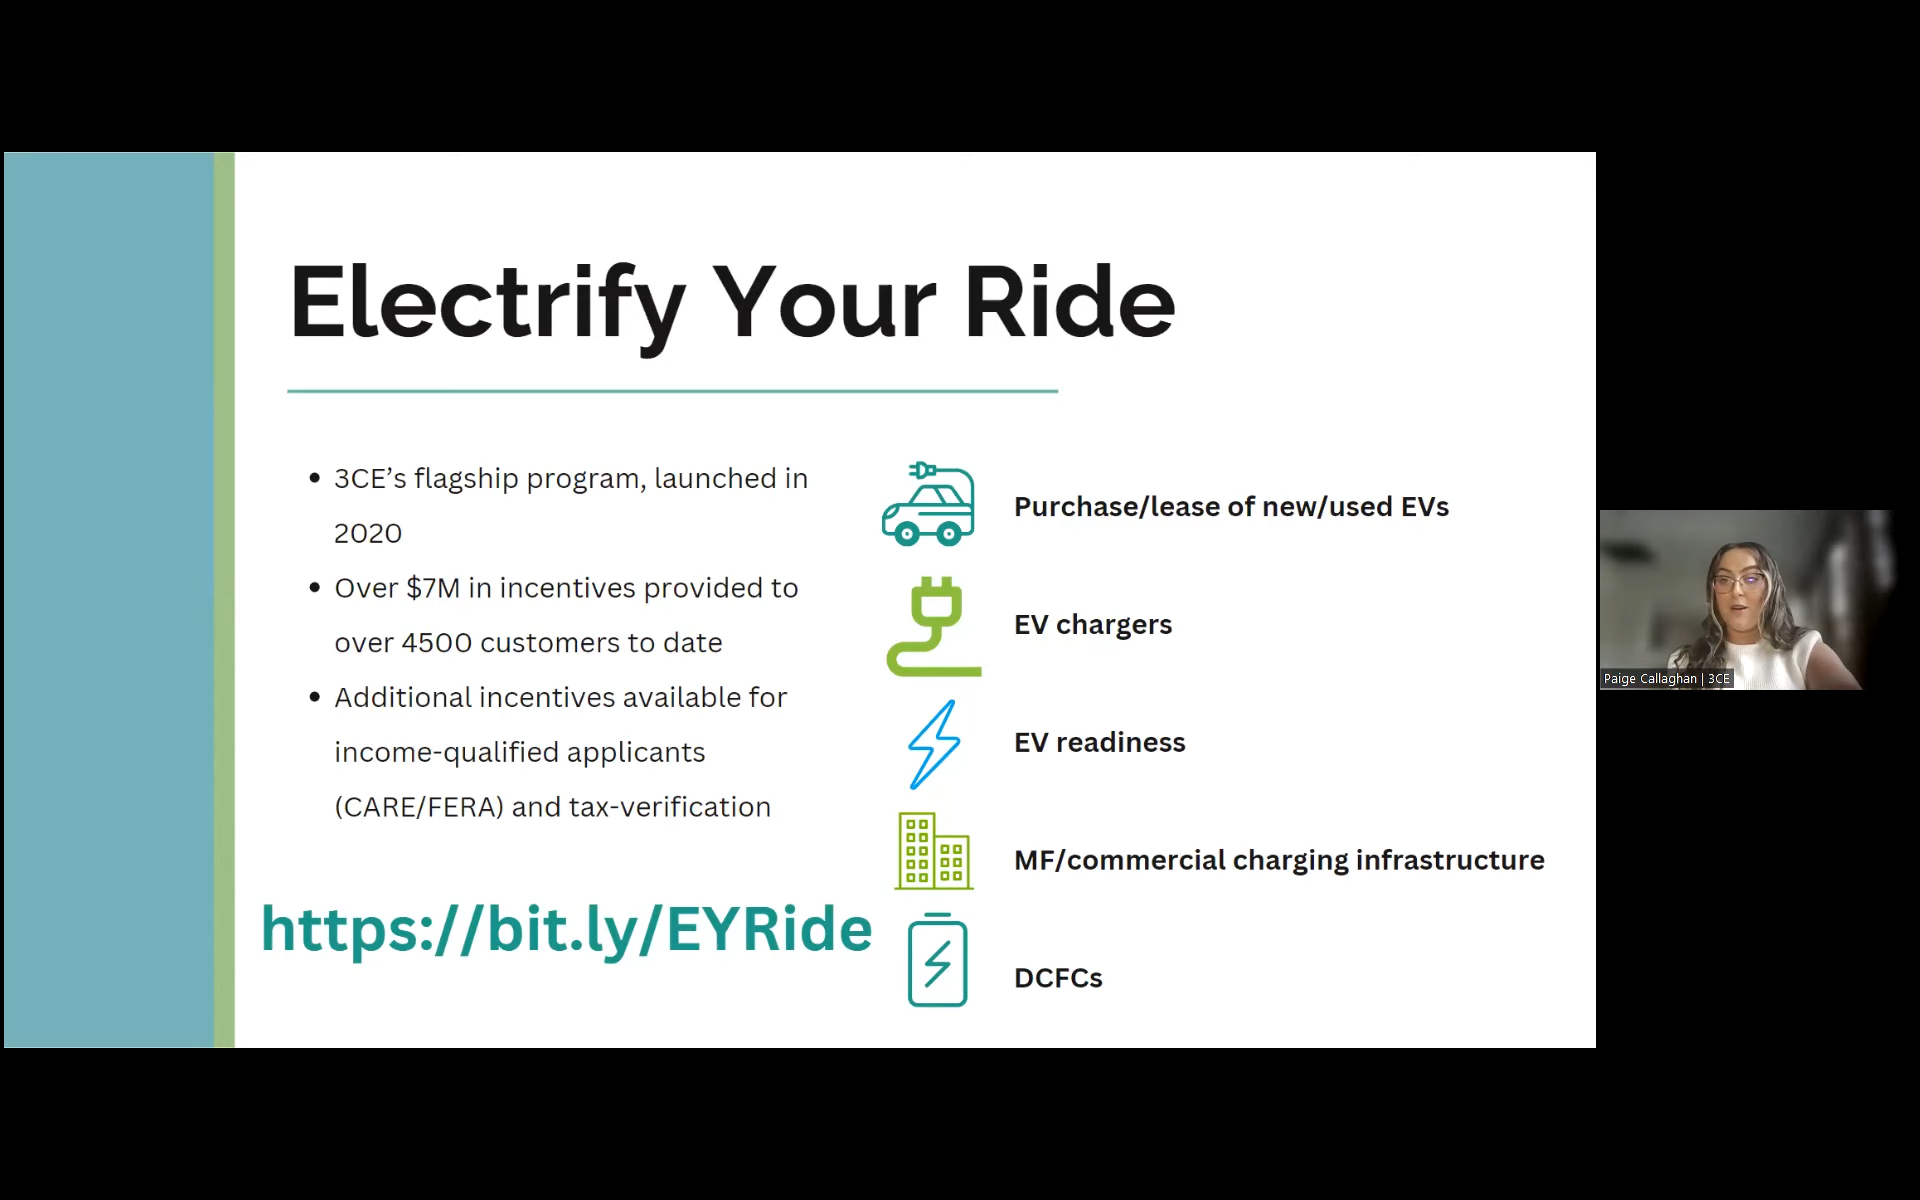 Electrify Your Ride
3CE’s flagship program, launched in
2020
Over $7M in incentives provided to
over 4500 customers to date
Additional incentives available for
income-qualified applicants
(CARE/FERA) and tax-verification
https://bit.ly/EYRide
Purchase/lease of new/used EVs
EV chargers
EV readiness
MF/commercial charging infrastructure
DCFCs
Paige Callaghan | 3CE